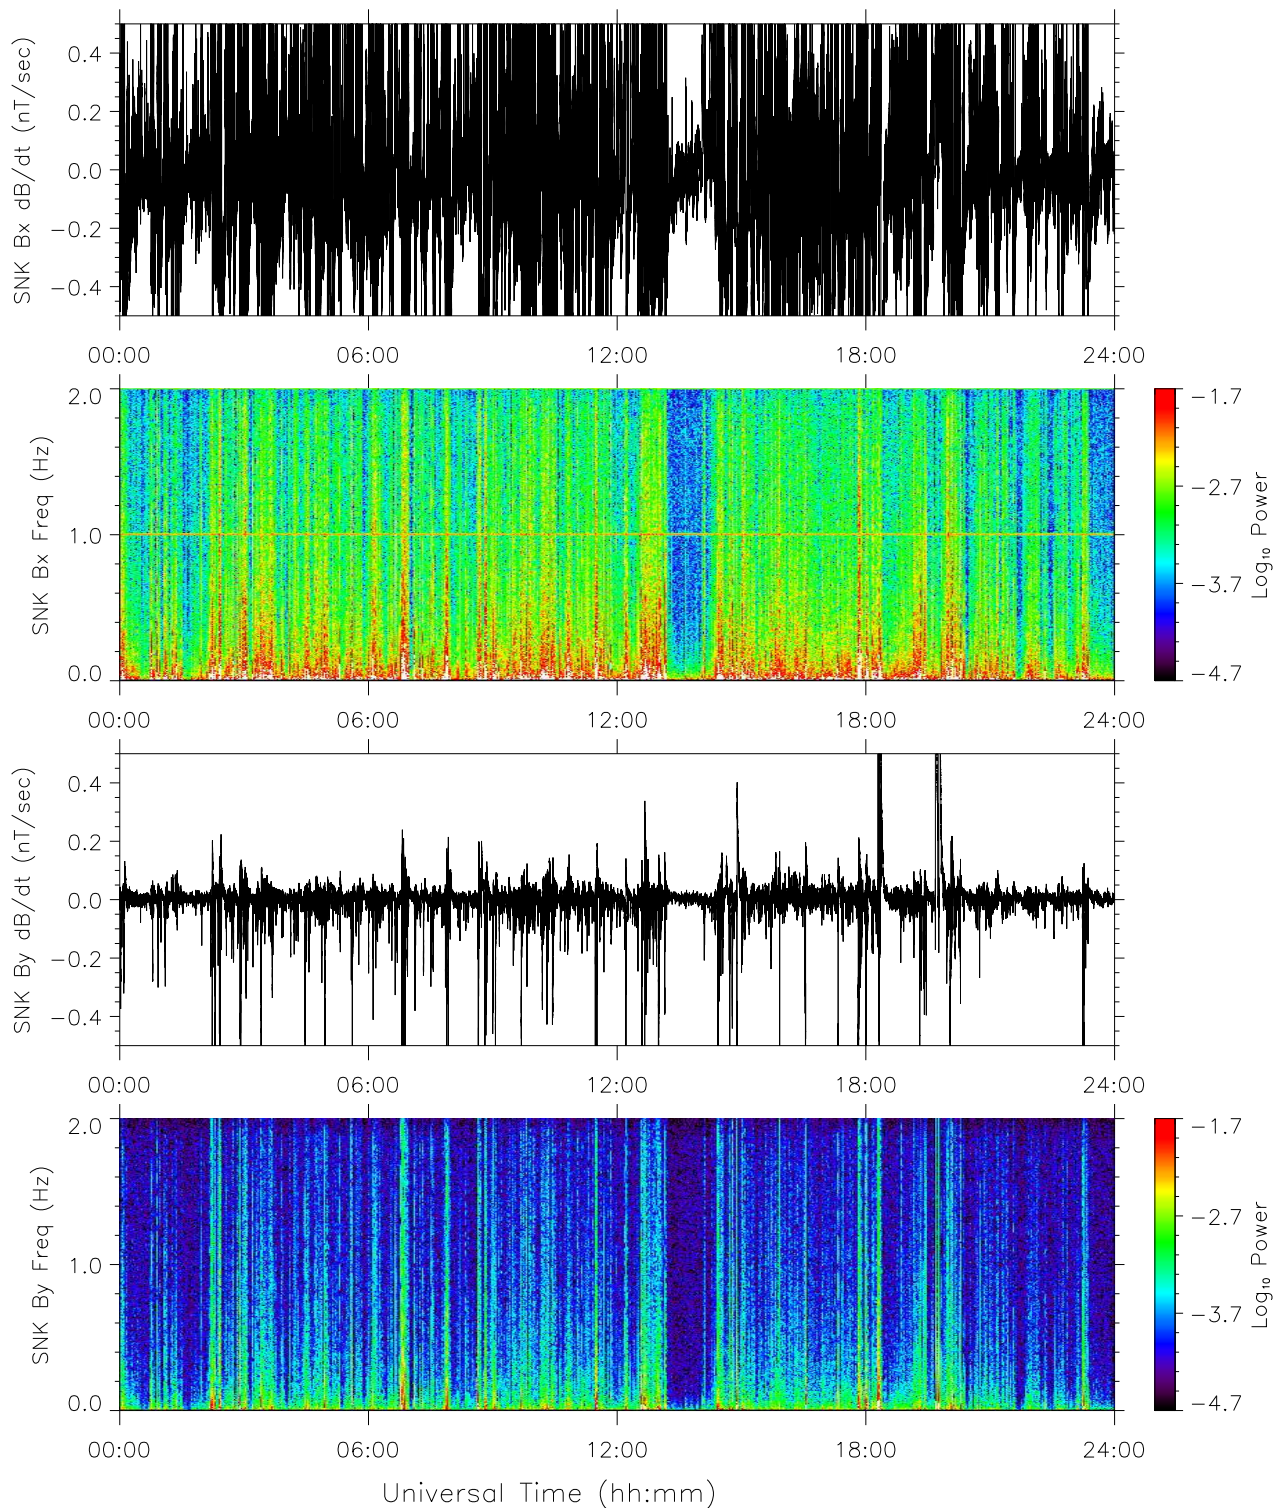 SNK Bx dB/dt (nT/sec)
0.4
0.2
0.0
−0.2
−0.4
00:00 06:00 12:00 18:00 24:00
SNK Bx Freq (Hz)
2.0
1.0
0.0
00:00 06:00 12:00 18:00 24:00
−1.7
−2.7
−3.7
−4.7
Log₁₀ Power
SNK By dB/dt (nT/sec)
0.4
0.2
0.0
−0.2
−0.4
00:00 06:00 12:00 18:00 24:00
SNK By Freq (Hz)
2.0
1.0
0.0
00:00 06:00 12:00 18:00 24:00
−1.7
−2.7
−3.7
−4.7
Log₁₀ Power
Universal Time (hh:mm)